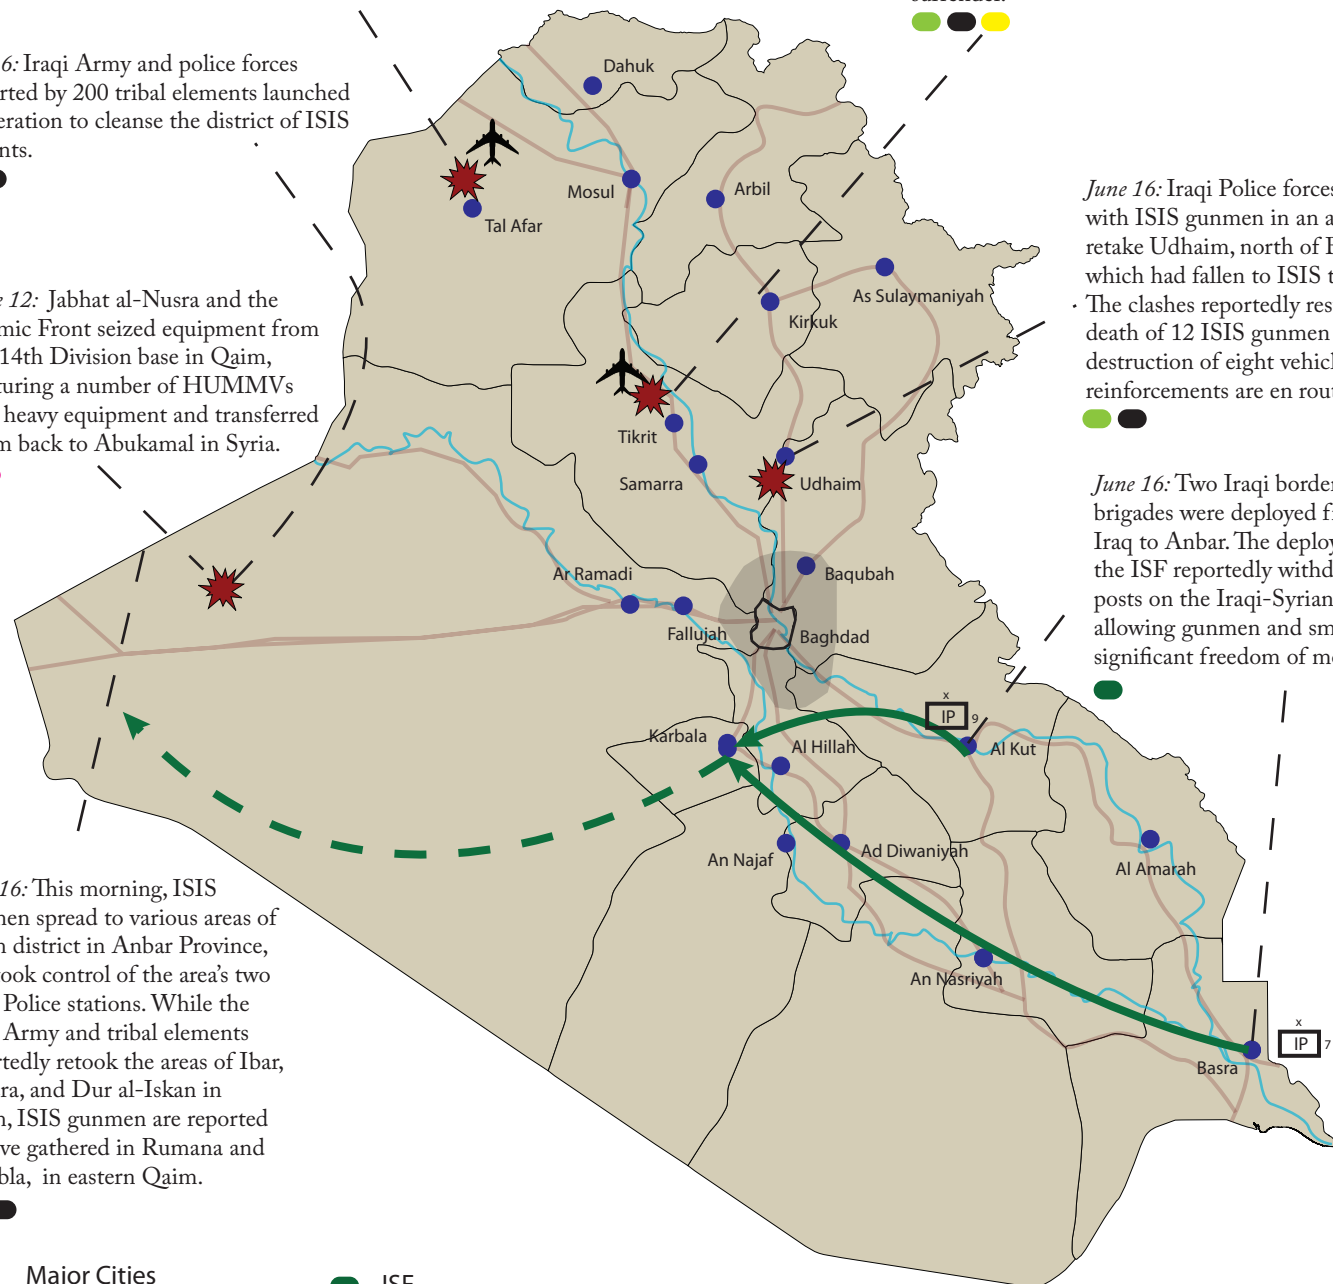 6: Iraqi Army and police forces
rted by 200 tribal elements launched
eration to cleanse the district of ISIS
nts.
12: Jabhat al-Nusra and the
mic Front seized equipment from
14th Division base in Qaim,
turing a number of HUMMVs
heavy equipment and transferred
m back to Abukamal in Syria.
16: This morning, ISIS
men spread to various areas of
district in Anbar Province,
ook control of the area's two
Police stations. While the
Army and tribal elements
rtedly retook the areas of Ibar,
ra, and Dur al-Iskan in
n, ISIS gunmen are reported
ve gathered in Rumana and
bla, in eastern Qaim.
Major Cities
ISF
Dahuk
Mosul
Arbil
Tal Afar
As Sulaymaniyah
Kirkuk
Tikrit
Samarra
Udhaim
Ar Ramadi
Baqubah
Fallujah
Baghdad
x
IP 9
Karbala
Al Hillah
Al Kut
An Najaf
Ad Diwaniyah
Al Amarah
An Nasriyah
x
IP 7
Basra
June 16: Iraqi Police forces
with ISIS gunmen in an a
retake Udhaim, north of
which had fallen to ISIS t
The clashes reportedly res
death of 12 ISIS gunmen
destruction of eight vehicl
reinforcements are en rout
June 16: Two Iraqi border
brigades were deployed f
Iraq to Anbar. The deploy
the ISF reportedly withd
posts on the Iraqi-Syrian
allowing gunmen and sm
significant freedom of m